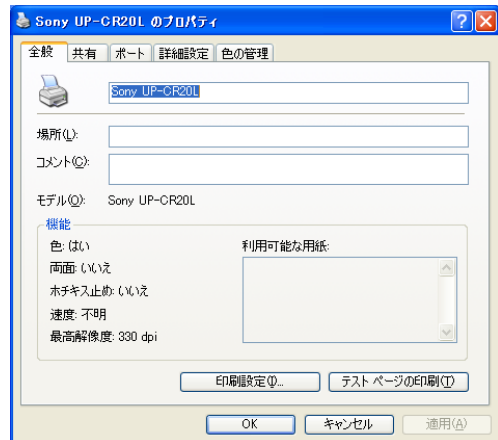 Sony UP-CR20L のプロパティ
全般 共有 ポート 詳細設定 色の管理
Sony UP-CR20L
場所(L):
コメント(C):
モデル(O): Sony UP-CR20L
機能
色: はい 利用可能な用紙:
両面: いいえ
ホチキス止め: いいえ
速度: 不明
最高解像度: 330 dpi
印刷設定(I)... テスト ページの印刷(T)
OK キャンセル 適用(A)